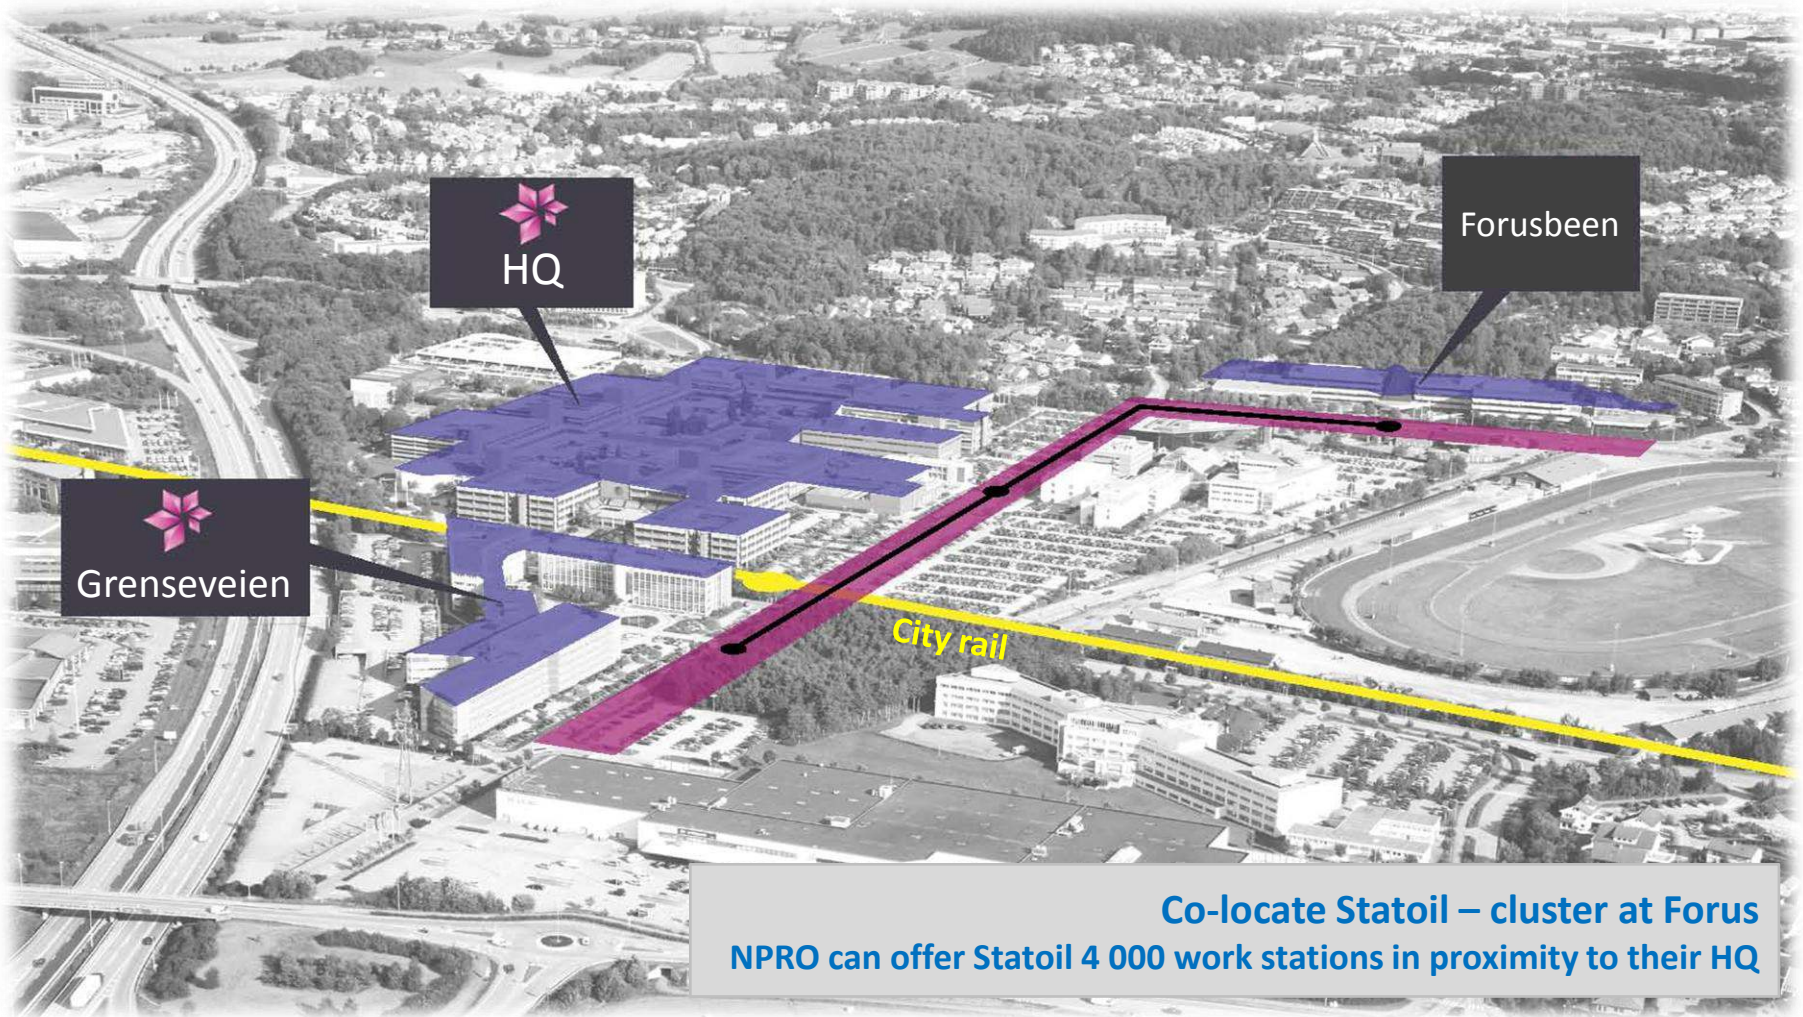 HQ
Forusbeen
Grenseveien
City rail
Co-locate Statoil – cluster at Forus
NPRO can offer Statoil 4 000 work stations in proximity to their HQ